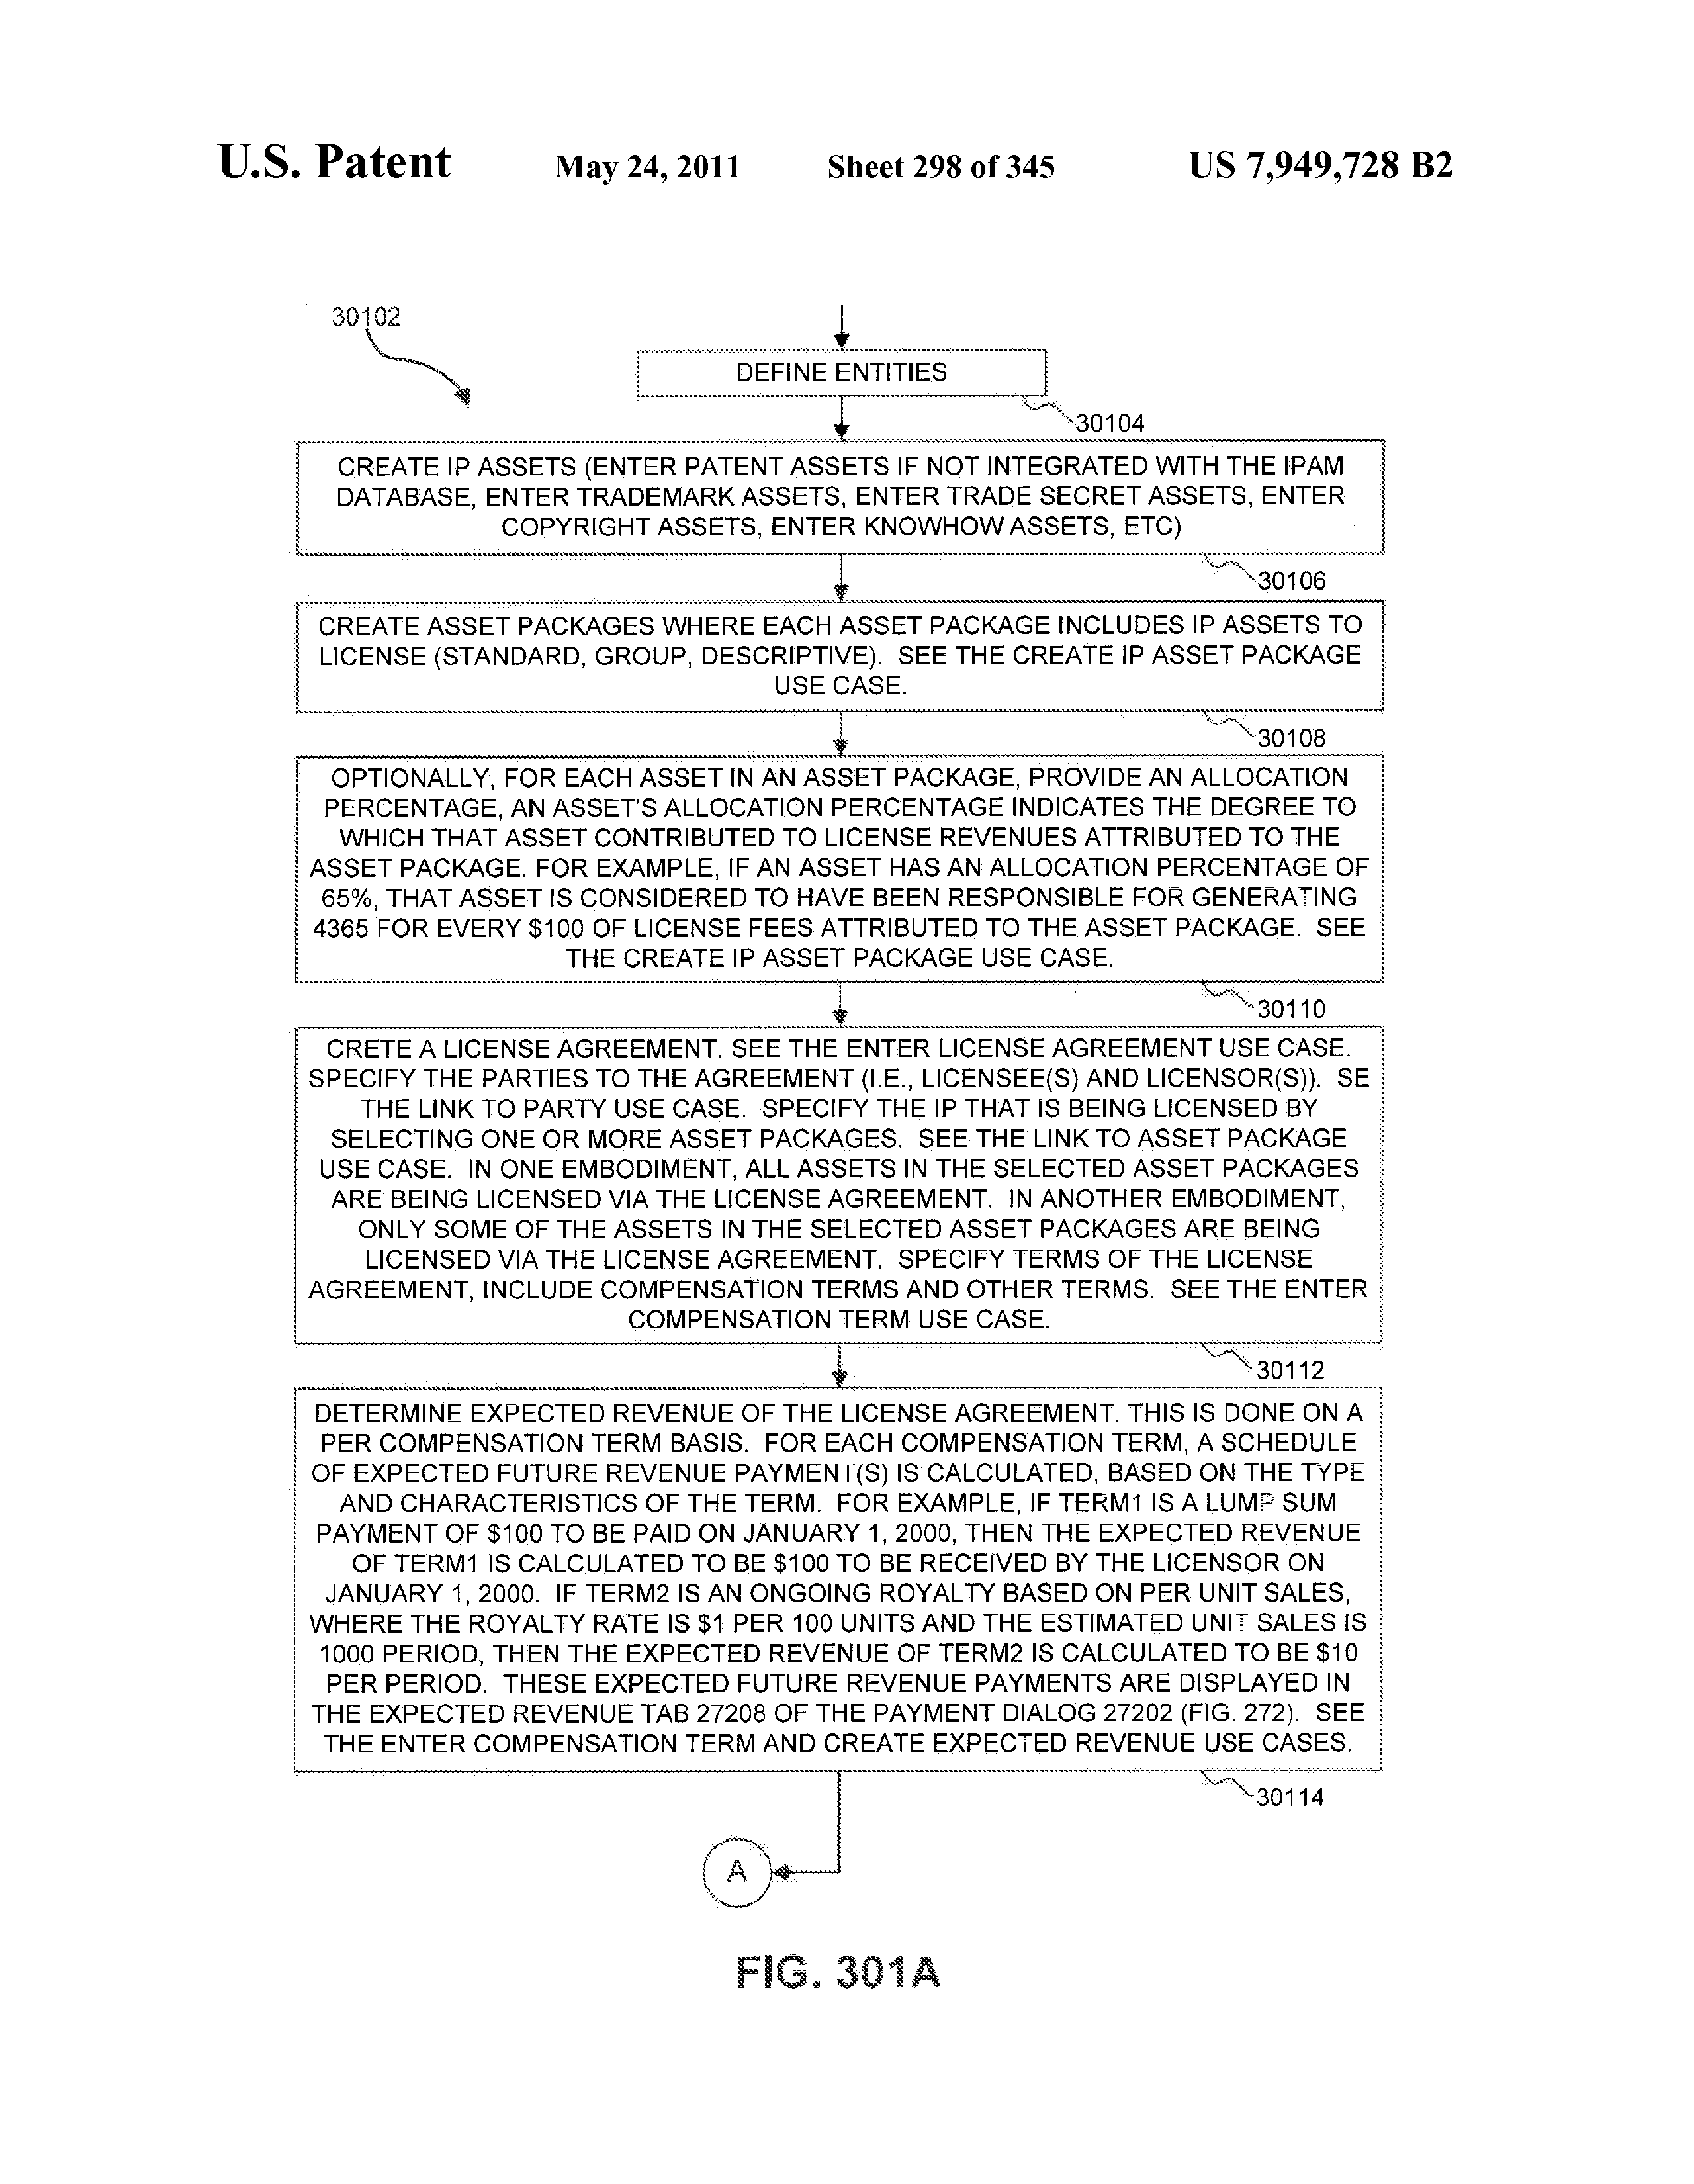 U.S. Patent May 24, 2011 Sheet 298 of 345 US 7,949,728 B2
30102
DEFINE ENTITIES
30104
CREATE IP ASSETS (ENTER PATENT ASSETS IF NOT INTEGRATED WITH THE IPAM
DATABASE, ENTER TRADEMARK ASSETS, ENTER TRADE SECRET ASSETS, ENTER
COPYRIGHT ASSETS, ENTER KNOWHOW ASSETS, ETC)
30106
CREATE ASSET PACKAGES WHERE EACH ASSET PACKAGE INCLUDES IP ASSETS TO
LICENSE (STANDARD, GROUP, DESCRIPTIVE). SEE THE CREATE IP ASSET PACKAGE
USE CASE.
30108
OPTIONALLY, FOR EACH ASSET IN AN ASSET PACKAGE, PROVIDE AN ALLOCATION
PERCENTAGE, AN ASSET'S ALLOCATION PERCENTAGE INDICATES THE DEGREE TO
WHICH THAT ASSET CONTRIBUTED TO LICENSE REVENUES ATTRIBUTED TO THE
ASSET PACKAGE. FOR EXAMPLE, IF AN ASSET HAS AN ALLOCATION PERCENTAGE OF
65%, THAT ASSET IS CONSIDERED TO HAVE BEEN RESPONSIBLE FOR GENERATING
4365 FOR EVERY $100 OF LICENSE FEES ATTRIBUTED TO THE ASSET PACKAGE. SEE
THE CREATE IP ASSET PACKAGE USE CASE.
30110
CRETE A LICENSE AGREEMENT. SEE THE ENTER LICENSE AGREEMENT USE CASE.
SPECIFY THE PARTIES TO THE AGREEMENT (I.E., LICENSEE(S) AND LICENSOR(S)). SE
THE LINK TO PARTY USE CASE. SPECIFY THE IP THAT IS BEING LICENSED BY
SELECTING ONE OR MORE ASSET PACKAGES. SEE THE LINK TO ASSET PACKAGE
USE CASE. IN ONE EMBODIMENT, ALL ASSETS IN THE SELECTED ASSET PACKAGES
ARE BEING LICENSED VIA THE LICENSE AGREEMENT. IN ANOTHER EMBODIMENT,
ONLY SOME OF THE ASSETS IN THE SELECTED ASSET PACKAGES ARE BEING
LICENSED VIA THE LICENSE AGREEMENT. SPECIFY TERMS OF THE LICENSE
AGREEMENT, INCLUDE COMPENSATION TERMS AND OTHER TERMS. SEE THE ENTER
COMPENSATION TERM USE CASE.
30112
DETERMINE EXPECTED REVENUE OF THE LICENSE AGREEMENT. THIS IS DONE ON A
PER COMPENSATION TERM BASIS. FOR EACH COMPENSATION TERM, A SCHEDULE
OF EXPECTED FUTURE REVENUE PAYMENT(S) IS CALCULATED, BASED ON THE TYPE
AND CHARACTERISTICS OF THE TERM. FOR EXAMPLE, IF TERM1 IS A LUMP SUM
PAYMENT OF $100 TO BE PAID ON JANUARY 1, 2000, THEN THE EXPECTED REVENUE
OF TERM1 IS CALCULATED TO BE $100 TO BE RECEIVED BY THE LICENSOR ON
JANUARY 1, 2000. IF TERM2 IS AN ONGOING ROYALTY BASED ON PER UNIT SALES,
WHERE THE ROYALTY RATE IS $1 PER 100 UNITS AND THE ESTIMATED UNIT SALES IS
1000 PERIOD, THEN THE EXPECTED REVENUE OF TERM2 IS CALCULATED TO BE $10
PER PERIOD. THESE EXPECTED FUTURE REVENUE PAYMENTS ARE DISPLAYED IN
THE EXPECTED REVENUE TAB 27208 OF THE PAYMENT DIALOG 27202 (FIG. 272). SEE
THE ENTER COMPENSATION TERM AND CREATE EXPECTED REVENUE USE CASES.
30114
A
FIG. 301A